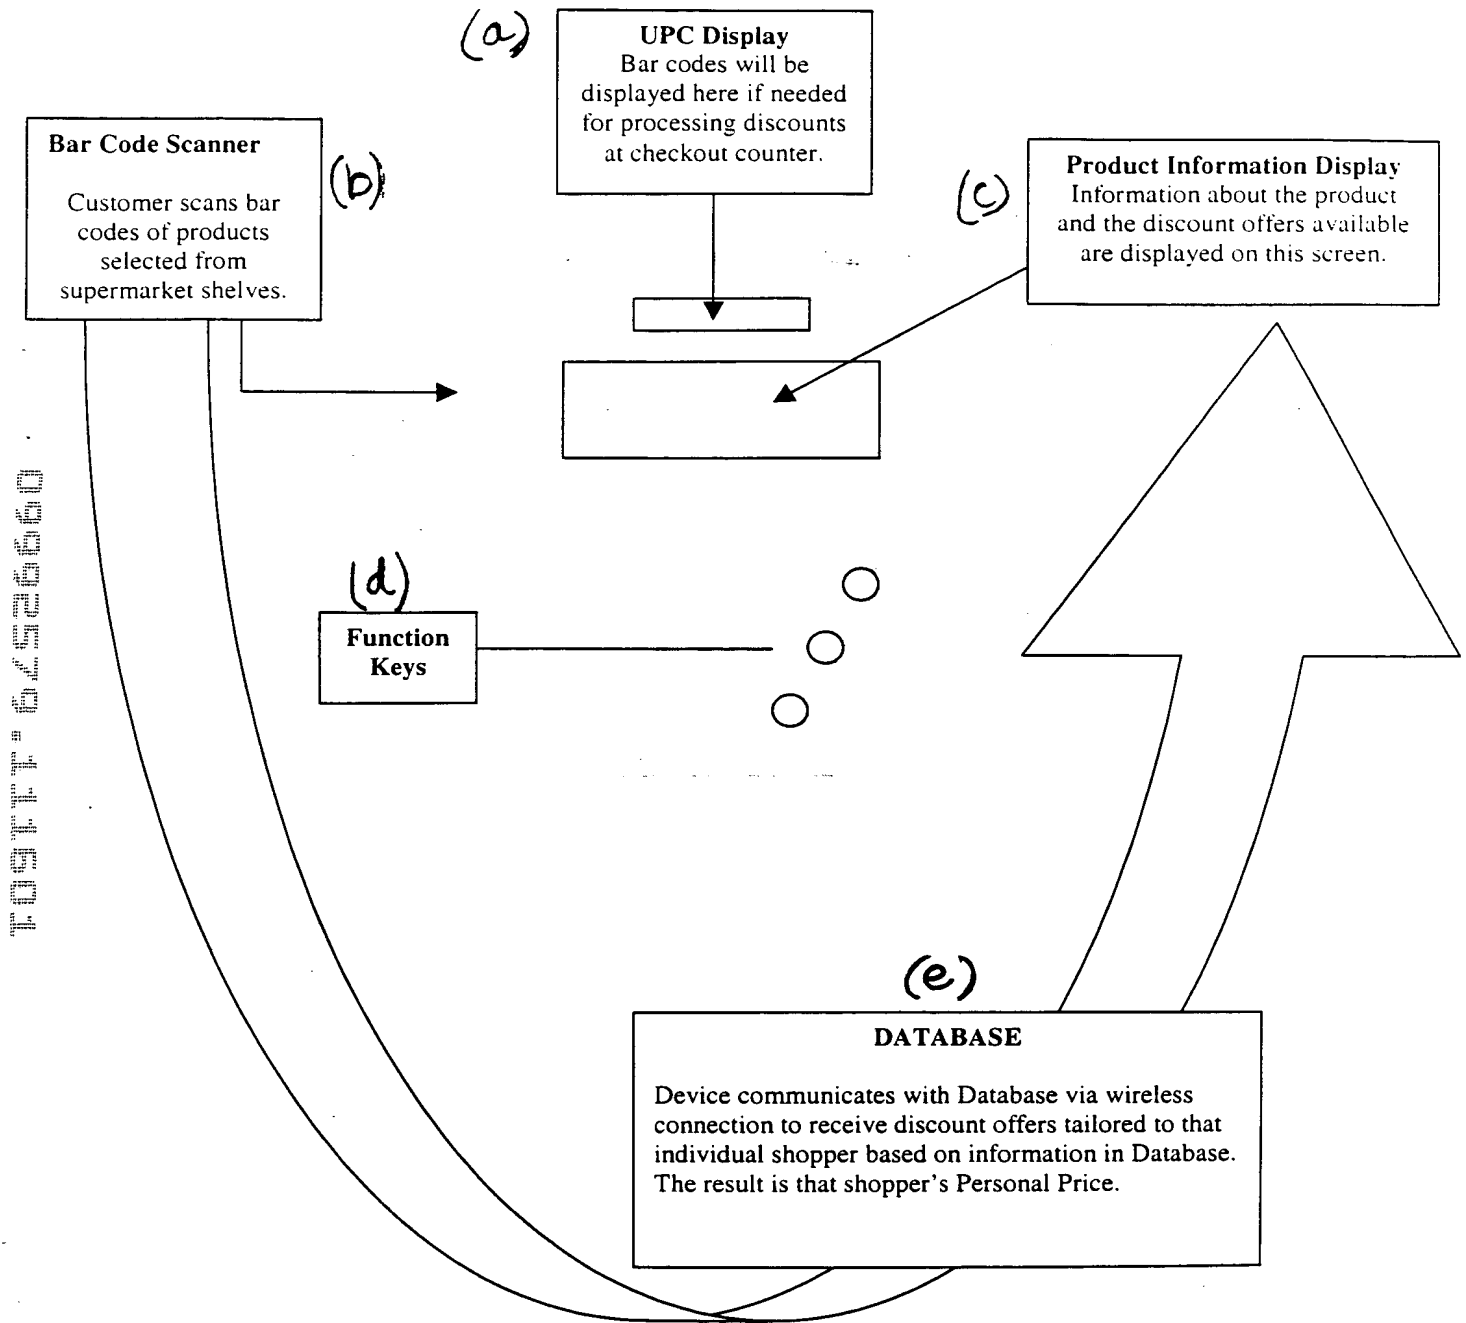 (a)
UPC Display
Bar codes will be
displayed here if needed
for processing discounts
at checkout counter.
Bar Code Scanner
(b)
Customer scans bar
codes of products
selected from
supermarket shelves.
(c)
Product Information Display
Information about the product
and the discount offers available
are displayed on this screen.
(d)
Function
Keys
(e)
DATABASE
Device communicates with Database via wireless
connection to receive discount offers tailored to that
individual shopper based on information in Database.
The result is that shopper's Personal Price.
09992579.111601